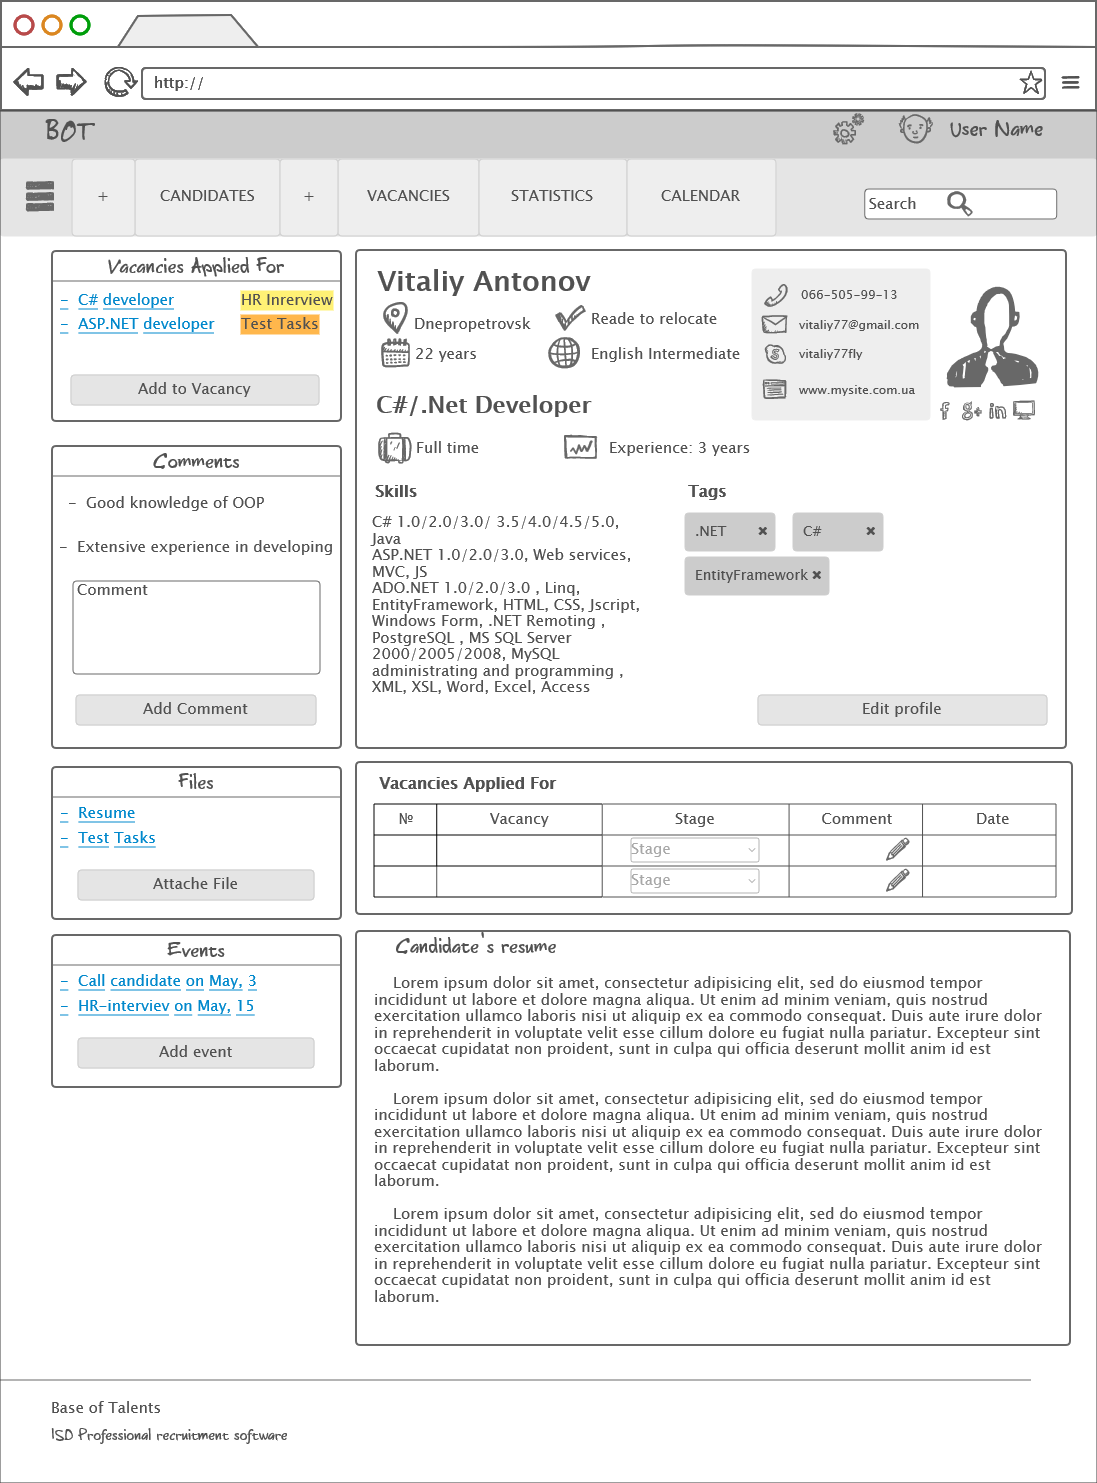 http://
BOT
User Name
+
CANDIDATES
+
VACANCIES
STATISTICS
CALENDAR
Search
Vacancies Applied For
- C# developer HR Inrerview
- ASP.NET developer Test Tasks
Add to Vacancy
Comments
- Good knowledge of OOP
- Extensive experience in developing
Comment
Add Comment
Files
- Resume
- Test Tasks
Attache File
Events
- Call candidate on May, 3
- HR-interviev on May, 15
Add event
Vitaliy Antonov
Dnepropetrovsk
Reade to relocate
22 years
English Intermediate
066-505-99-13
vitaliy77@gmail.com
vitaliy77fly
www.mysite.com.ua
f g+ in
C#/.Net Developer
Full time
Experience: 3 years
Skills
C# 1.0/2.0/3.0/ 3.5/4.0/4.5/5.0,
Java
ASP.NET 1.0/2.0/3.0, Web services,
MVC, JS
ADO.NET 1.0/2.0/3.0 , Linq,
EntityFramework, HTML, CSS, Jscript,
Windows Form, .NET Remoting ,
PostgreSQL , MS SQL Server
2000/2005/2008, MySQL
administrating and programming ,
XML, XSL, Word, Excel, Access
Tags
.NET ✖
C# ✖
EntityFramework ✖
Edit profile
Vacancies Applied For
№ Vacancy Stage Comment Date
Stage
Stage
Candidate's resume
Lorem ipsum dolor sit amet, consectetur adipisicing elit, sed do eiusmod tempor
incididunt ut labore et dolore magna aliqua. Ut enim ad minim veniam, quis nostrud
exercitation ullamco laboris nisi ut aliquip ex ea commodo consequat. Duis aute irure dolor
in reprehenderit in voluptate velit esse cillum dolore eu fugiat nulla pariatur. Excepteur sint
occaecat cupidatat non proident, sunt in culpa qui officia deserunt mollit anim id est
laborum.
Lorem ipsum dolor sit amet, consectetur adipisicing elit, sed do eiusmod tempor
incididunt ut labore et dolore magna aliqua. Ut enim ad minim veniam, quis nostrud
exercitation ullamco laboris nisi ut aliquip ex ea commodo consequat. Duis aute irure dolor
in reprehenderit in voluptate velit esse cillum dolore eu fugiat nulla pariatur. Excepteur sint
occaecat cupidatat non proident, sunt in culpa qui officia deserunt mollit anim id est
laborum.
Lorem ipsum dolor sit amet, consectetur adipisicing elit, sed do eiusmod tempor
incididunt ut labore et dolore magna aliqua. Ut enim ad minim veniam, quis nostrud
exercitation ullamco laboris nisi ut aliquip ex ea commodo consequat. Duis aute irure dolor
in reprehenderit in voluptate velit esse cillum dolore eu fugiat nulla pariatur. Excepteur sint
occaecat cupidatat non proident, sunt in culpa qui officia deserunt mollit anim id est
laborum.
Base of Talents
ISD Professional recruitment software